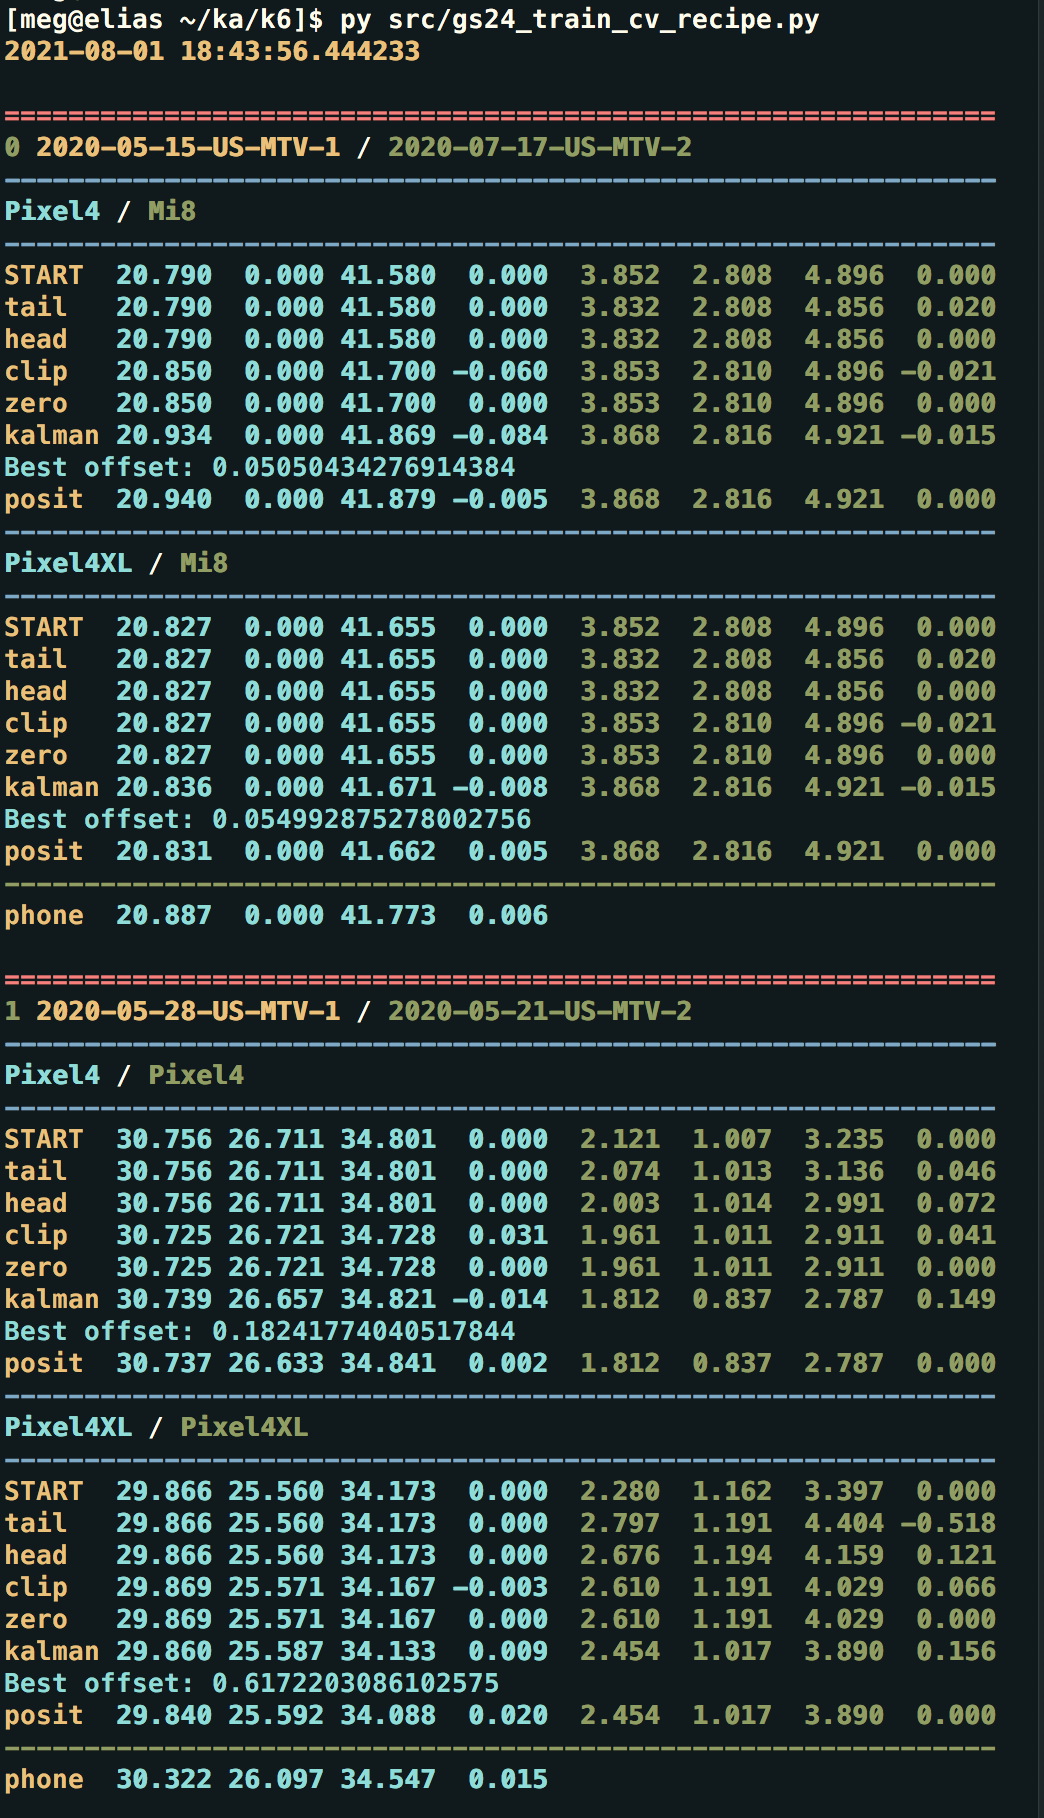 [meg@elias ~/ka/k6]$ py src/gs24_train_cv_recipe.py
2021-08-01 18:43:56.444233
==============================================================
0 2020-05-15-US-MTV-1 / 2020-07-17-US-MTV-2
--------------------------------------------------------------
Pixel4 / Mi8
--------------------------------------------------------------
START  20.790  0.000 41.580  0.000  3.852  2.808  4.896  0.000
tail   20.790  0.000 41.580  0.000  3.832  2.808  4.856  0.020
head   20.790  0.000 41.580  0.000  3.832  2.808  4.856  0.000
clip   20.850  0.000 41.700 -0.060  3.853  2.810  4.896 -0.021
zero   20.850  0.000 41.700  0.000  3.853  2.810  4.896  0.000
kalman 20.934  0.000 41.869 -0.084  3.868  2.816  4.921 -0.015
Best offset: 0.05050434276914384
posit  20.940  0.000 41.879 -0.005  3.868  2.816  4.921  0.000
--------------------------------------------------------------
Pixel4XL / Mi8
--------------------------------------------------------------
START  20.827  0.000 41.655  0.000  3.852  2.808  4.896  0.000
tail   20.827  0.000 41.655  0.000  3.832  2.808  4.856  0.020
head   20.827  0.000 41.655  0.000  3.832  2.808  4.856  0.000
clip   20.827  0.000 41.655  0.000  3.853  2.810  4.896 -0.021
zero   20.827  0.000 41.655  0.000  3.853  2.810  4.896  0.000
kalman 20.836  0.000 41.671 -0.008  3.868  2.816  4.921 -0.015
Best offset: 0.054992875278002756
posit  20.831  0.000 41.662  0.005  3.868  2.816  4.921  0.000
--------------------------------------------------------------
phone  20.887  0.000 41.773  0.006
==============================================================
1 2020-05-28-US-MTV-1 / 2020-05-21-US-MTV-2
--------------------------------------------------------------
Pixel4 / Pixel4
--------------------------------------------------------------
START  30.756 26.711 34.801  0.000  2.121  1.007  3.235  0.000
tail   30.756 26.711 34.801  0.000  2.074  1.013  3.136  0.046
head   30.756 26.711 34.801  0.000  2.003  1.014  2.991  0.072
clip   30.725 26.721 34.728  0.031  1.961  1.011  2.911  0.041
zero   30.725 26.721 34.728  0.000  1.961  1.011  2.911  0.000
kalman 30.739 26.657 34.821 -0.014  1.812  0.837  2.787  0.149
Best offset: 0.18241774040517844
posit  30.737 26.633 34.841  0.002  1.812  0.837  2.787  0.000
--------------------------------------------------------------
Pixel4XL / Pixel4XL
--------------------------------------------------------------
START  29.866 25.560 34.173  0.000  2.280  1.162  3.397  0.000
tail   29.866 25.560 34.173  0.000  2.797  1.191  4.404 -0.518
head   29.866 25.560 34.173  0.000  2.676  1.194  4.159  0.121
clip   29.869 25.571 34.167 -0.003  2.610  1.191  4.029  0.066
zero   29.869 25.571 34.167  0.000  2.610  1.191  4.029  0.000
kalman 29.860 25.587 34.133  0.009  2.454  1.017  3.890  0.156
Best offset: 0.6172203086102575
posit  29.840 25.592 34.088  0.020  2.454  1.017  3.890  0.000
--------------------------------------------------------------
phone  30.322 26.097 34.547  0.015